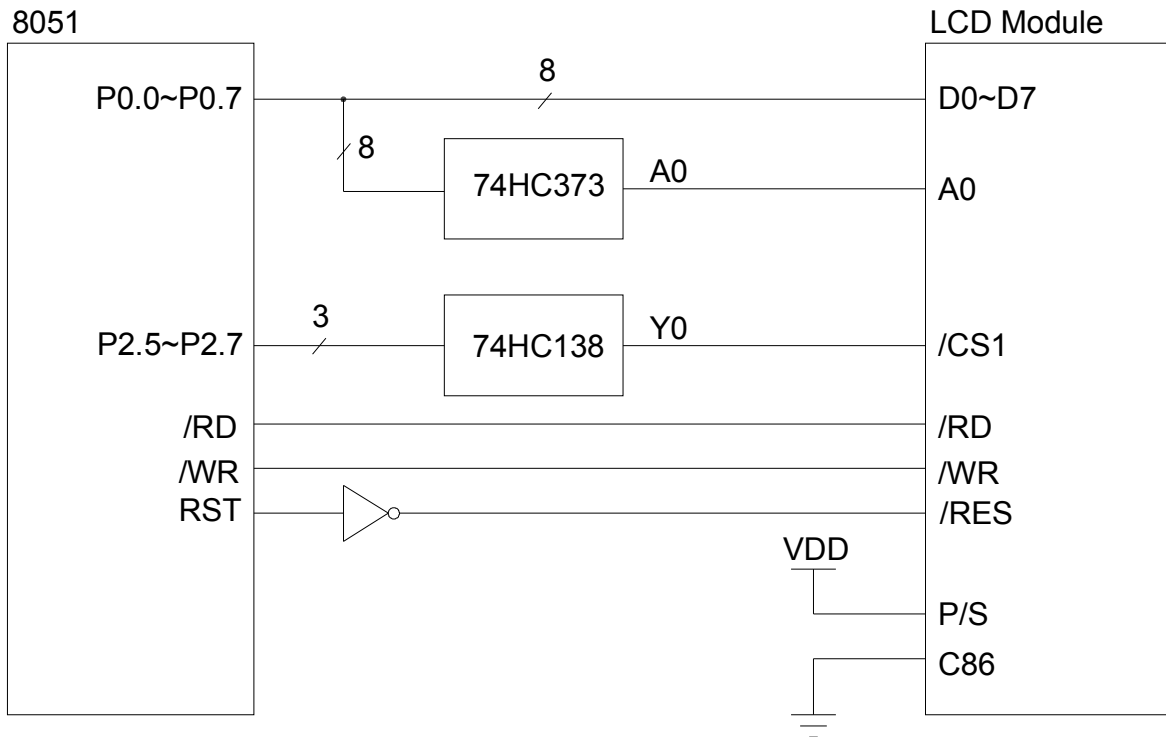 8051
LCD Module
P0.0~P0.7
8
D0~D7
8
74HC373
A0
A0
P2.5~P2.7
3
74HC138
Y0
/CS1
/RD
/RD
/WR
/WR
RST
/RES
VDD
P/S
C86